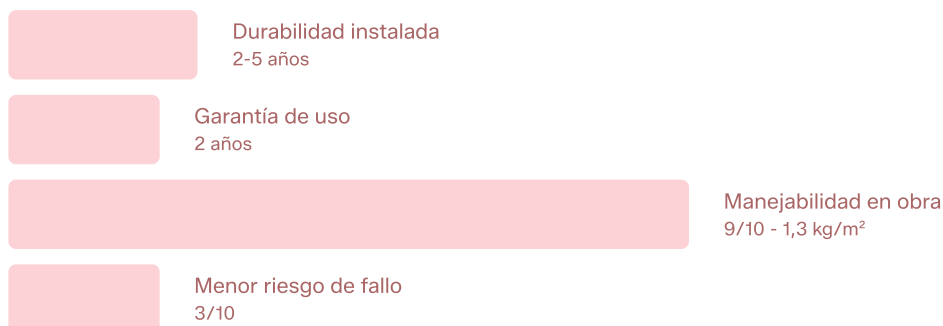 Durabilidad instalada
2-5 años
Garantía de uso
2 años
Manejabilidad en obra
9/10 - 1,3 kg/m²
Menor riesgo de fallo
3/10